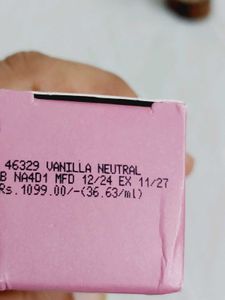 46329 VANILLA NEUTRAL
B NA4D1 MFD 12/24 EX 11/27
Rs.1099.00/-(36.63/ml)